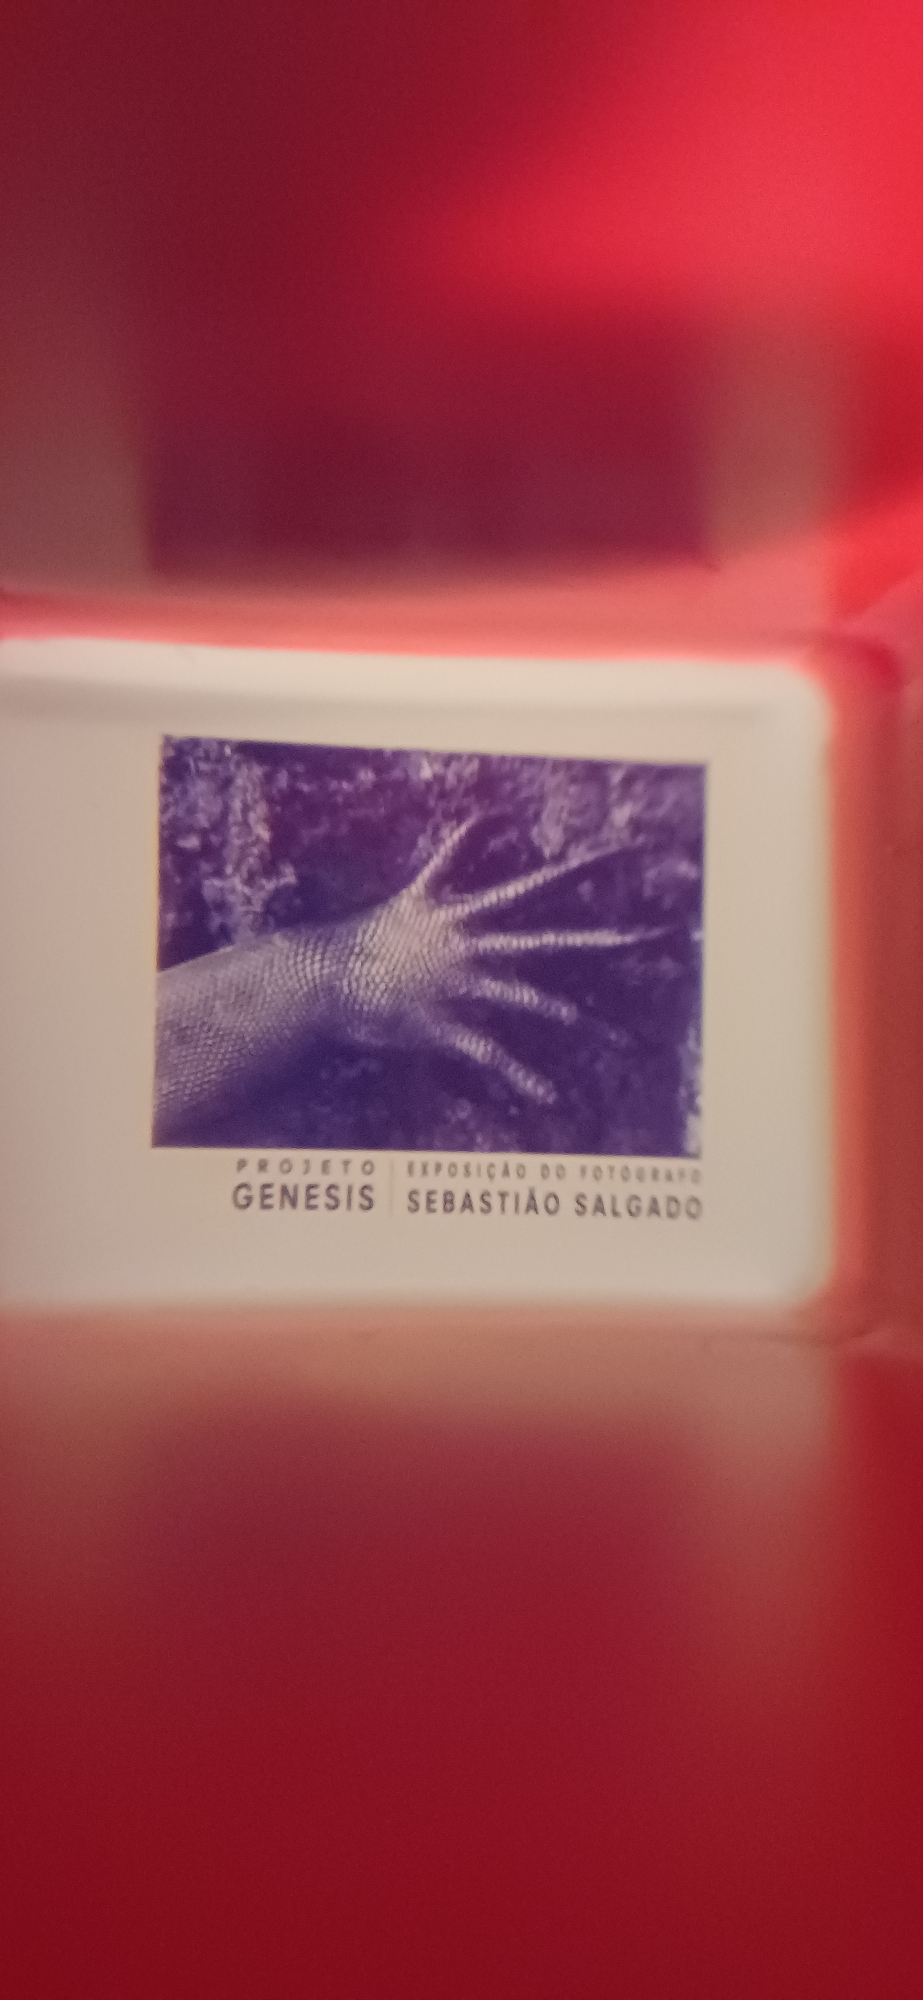 PROJETO
GENESIS
EXPOSIÇÃO DO FOTÓGRAFO
SEBASTIÃO SALGADO